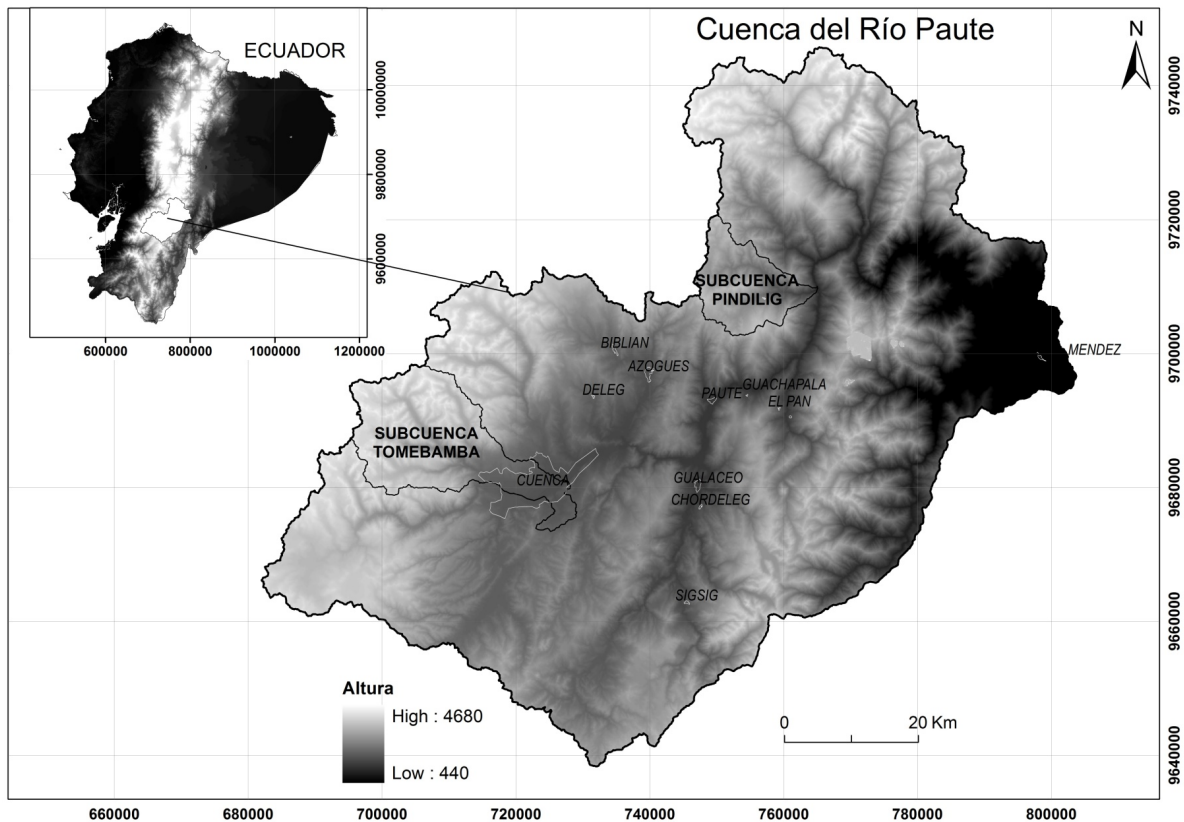 Cuenca del Río Paute
N
ECUADOR
10000000
9800000
9600000
600000
800000
1000000
1200000
9740000
9720000
9700000
9680000
9660000
9640000
SUBCUENCA
PINDILIG
BIBLIAN
AZOGUES
MENDEZ
DELEG
PAUTE
GUACHAPALA
EL PAN
SUBCUENCA
TOMEBAMBA
CUENCA
GUALACEO
CHORDELEG
SIGSIG
Altura
High : 4680
Low : 440
0
20 Km
660000
680000
700000
720000
740000
760000
780000
800000